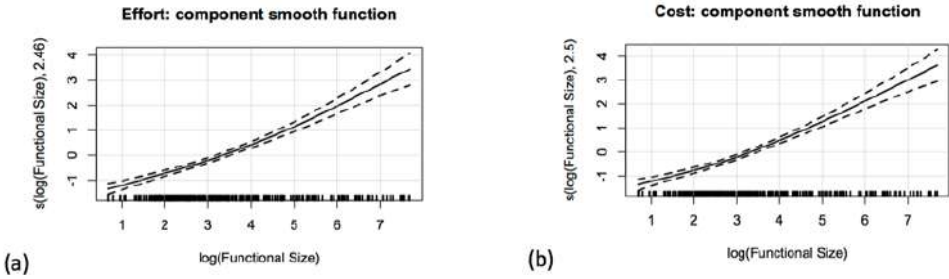 Effort: component smooth function
s(log(Functional Size), 2.46)
4
3
2
1
0
-1
1 2 3 4 5 6 7
log(Functional Size)
(a)
Cost: component smooth function
s(log(Functional Size), 2.5)
4
3
2
1
0
-1
1 2 3 4 5 6 7
log(Functional Size)
(b)